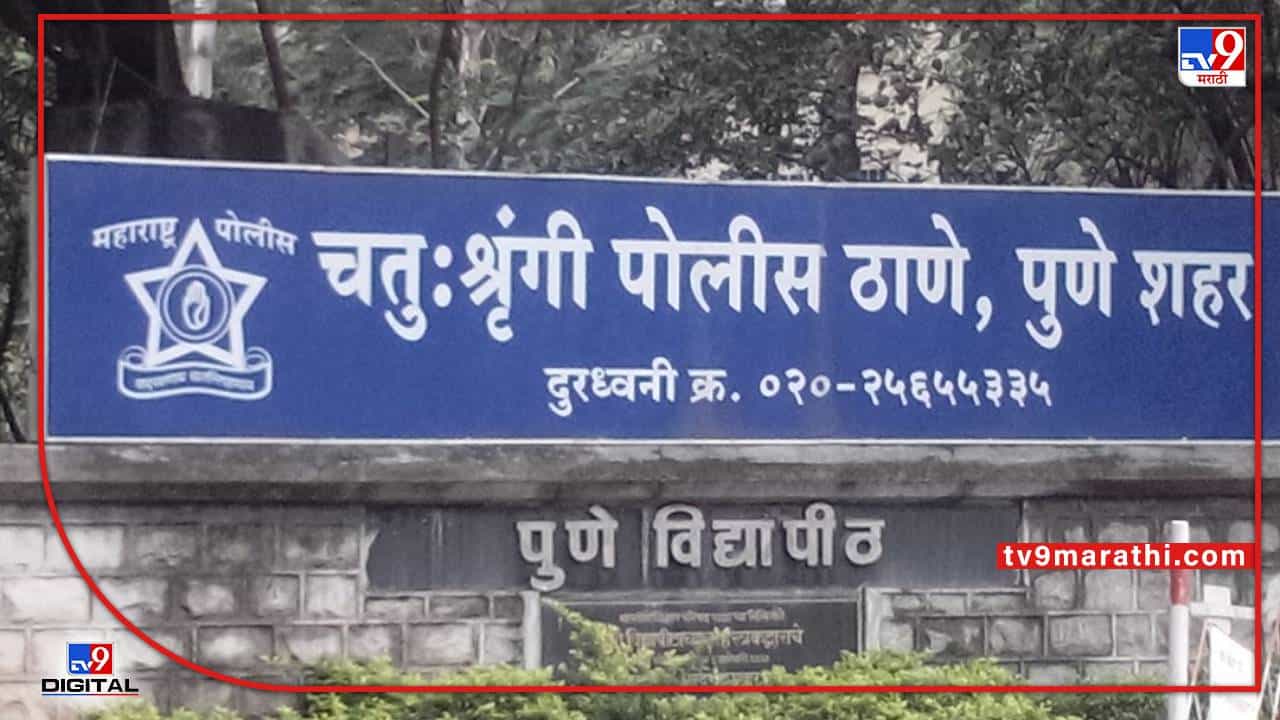 TV9
मराठी
महाराष्ट्र पोलीस
चतुःश्रृंगी पोलीस ठाणे, पुणे शहर
दुरध्वनी क्र. ०२०-२५६५५३३५
पुणे विद्यापीठ
tv9marathi.com
TV9
DIGITAL